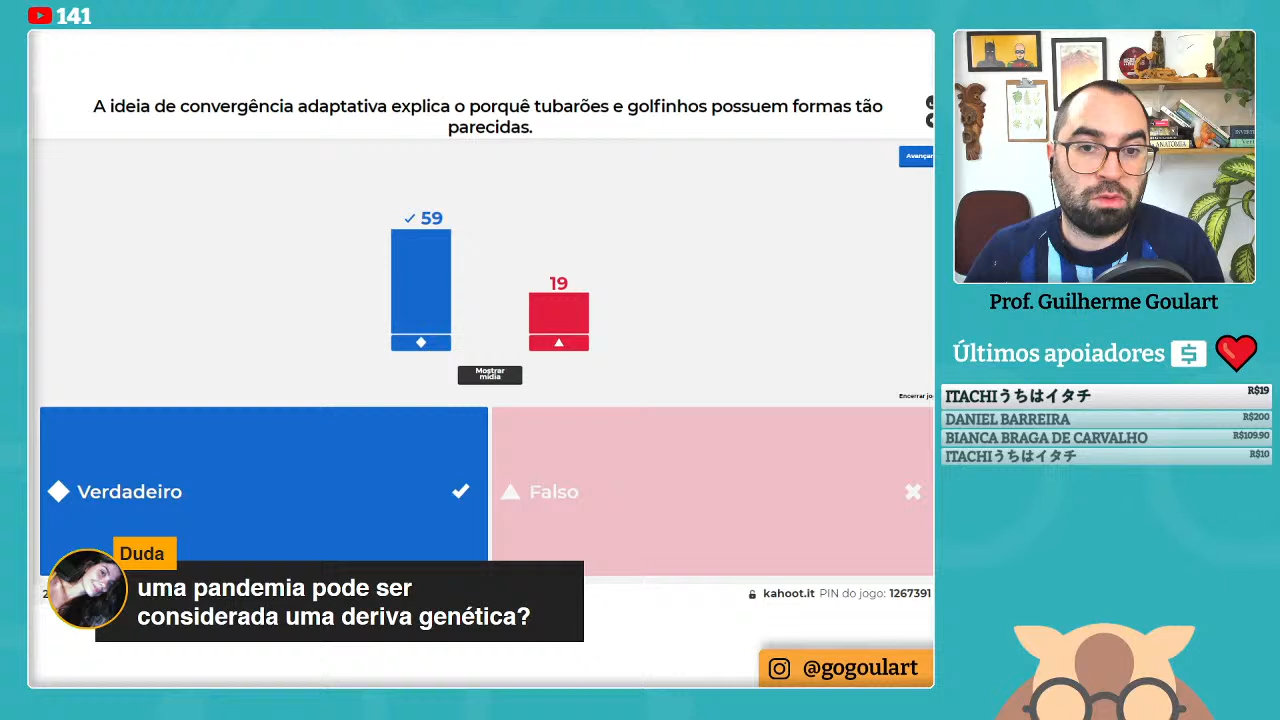 141
A ideia de convergência adaptativa explica o porquê tubarões e golfinhos possuem formas tão
parecidas.
Avançar
59
19
Mostrar
mídia
Encerrar jo
Verdadeiro
Falso
Duda
uma pandemia pode ser
considerada uma deriva genética?
kahoot.it PIN do jogo: 1267391
@gogoulart
Prof. Guilherme Goulart
Últimos apoiadores
ITACHIうちはイタチ R$19
DANIEL BARREIRA R$200
BIANCA BRAGA DE CARVALHO R$109.90
ITACHIうちはイタチ R$10
ANATOMIA